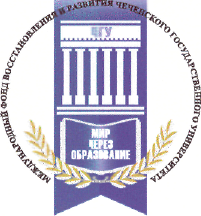 МЕЖДУНАРОДНЫЙ ФОНД ВОССТАНОВЛЕНИЯ И РАЗВИТИЯ ЧЕЧЕНСКОГО ГОСУДАРСТВЕННОГО УНИВЕРСИТЕТА
ЧГУ
МИР
ЧЕРЕЗ
ОБРАЗОВАНИЕ